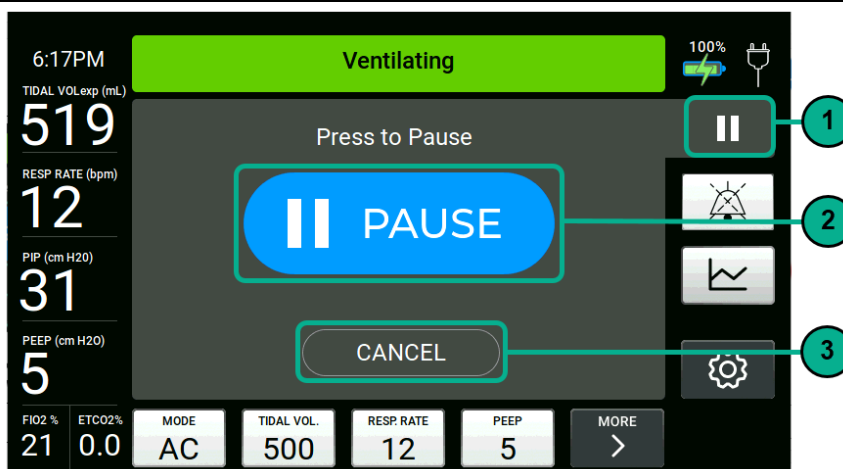 6:17PM
Ventilating
100%
TIDAL VOLexp (mL)
519
Press to Pause
1
RESP RATE (bpm)
12
PAUSE
2
PIP (cm H20)
31
PEEP (cm H2O)
5
CANCEL
3
FIO2 % ETCO2%
21 0.0
MODE TIDAL VOL. RESP. RATE PEEP MORE
AC 500 12 5